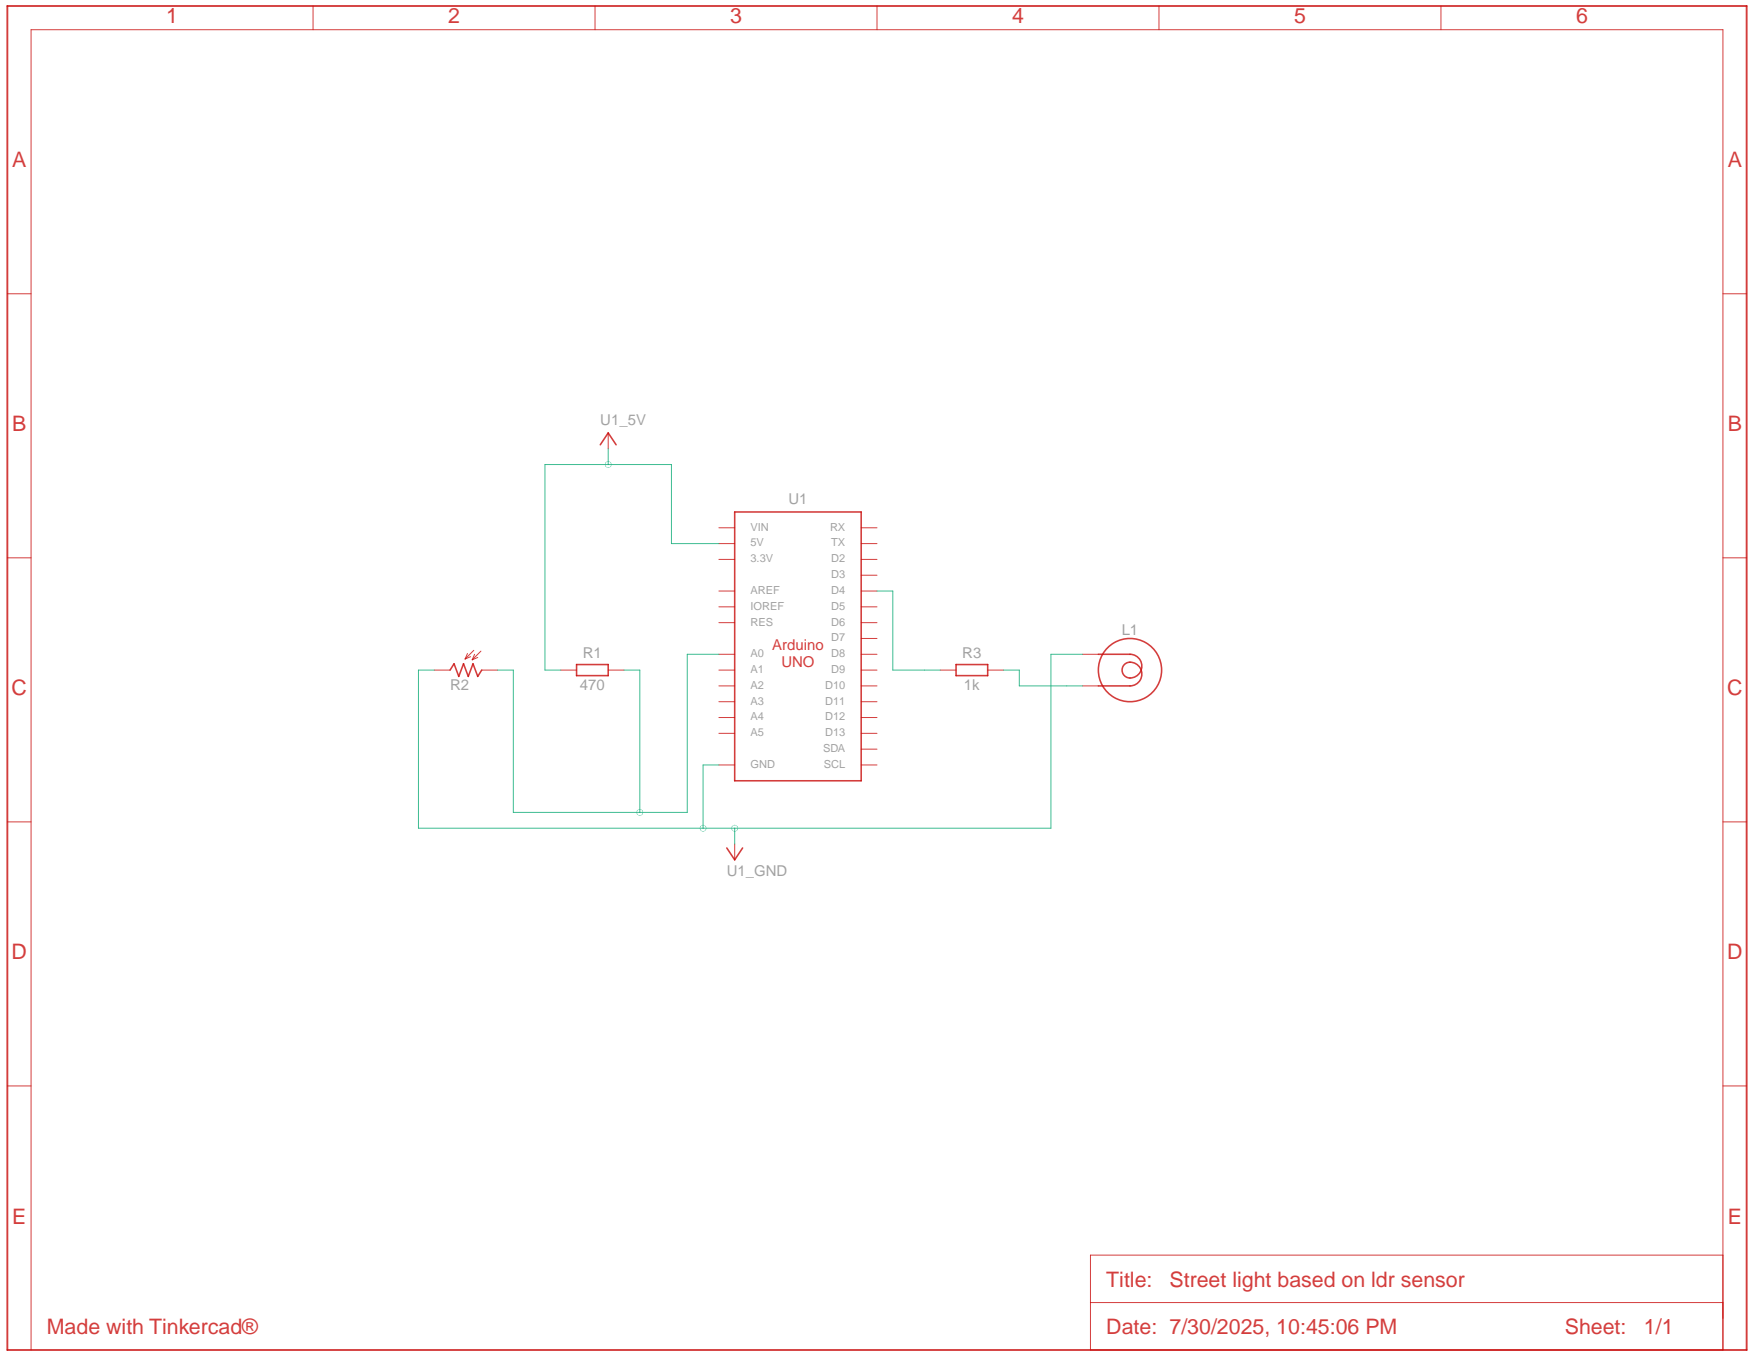 1 2 3 4 5 6
A A
B B
U1_5V
U1
VIN RX
5V TX
3.3V D2
D3
AREF D4
IOREF D5
RES D6
D7
A0 D8
A1 D9
A2 D10
A3 D11
A4 D12
A5 D13
SDA
GND SCL
Arduino
UNO
L1
R1
470
R2
R3
1k
C C
U1_GND
D D
E E
Title: Street light based on ldr sensor
Made with Tinkercad®
Date: 7/30/2025, 10:45:06 PM Sheet: 1/1